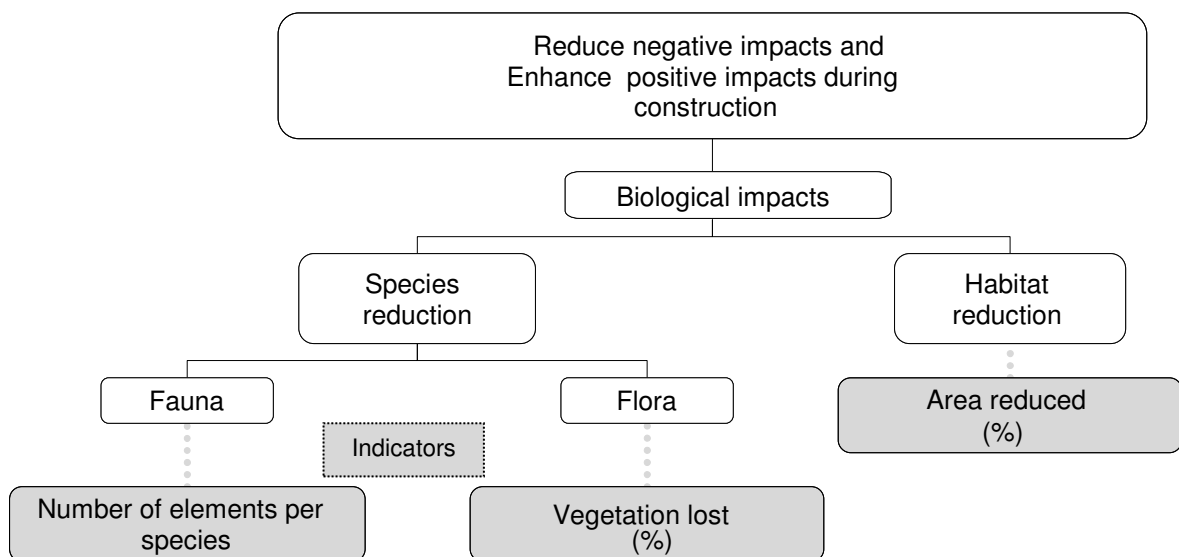 Reduce negative impacts and
Enhance positive impacts during
construction
Biological impacts
Species
reduction
Habitat
reduction
Fauna
Flora
Area reduced
(%)
Indicators
Number of elements per
species
Vegetation lost
(%)